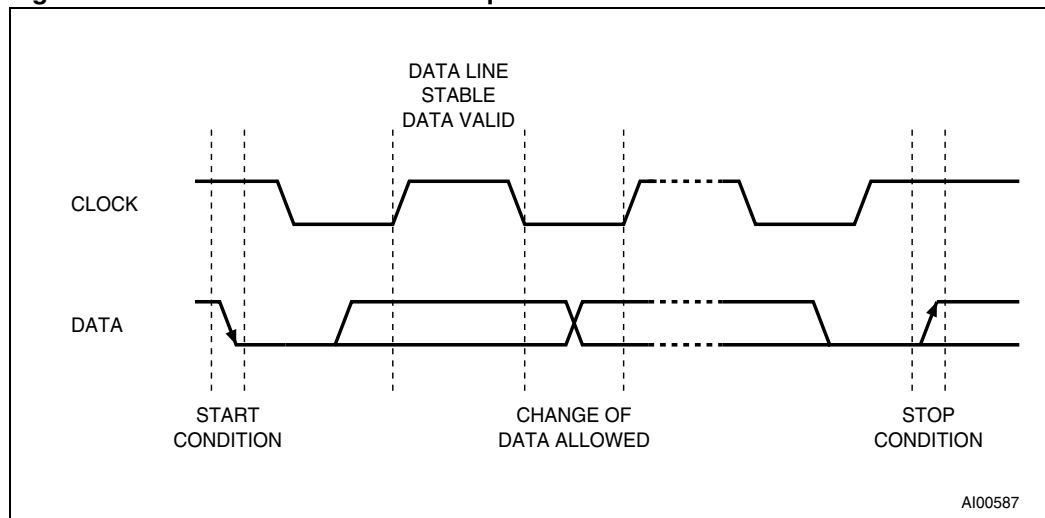 DATA LINE
STABLE
DATA VALID
CLOCK
DATA
START
CONDITION
CHANGE OF
DATA ALLOWED
STOP
CONDITION
AI00587